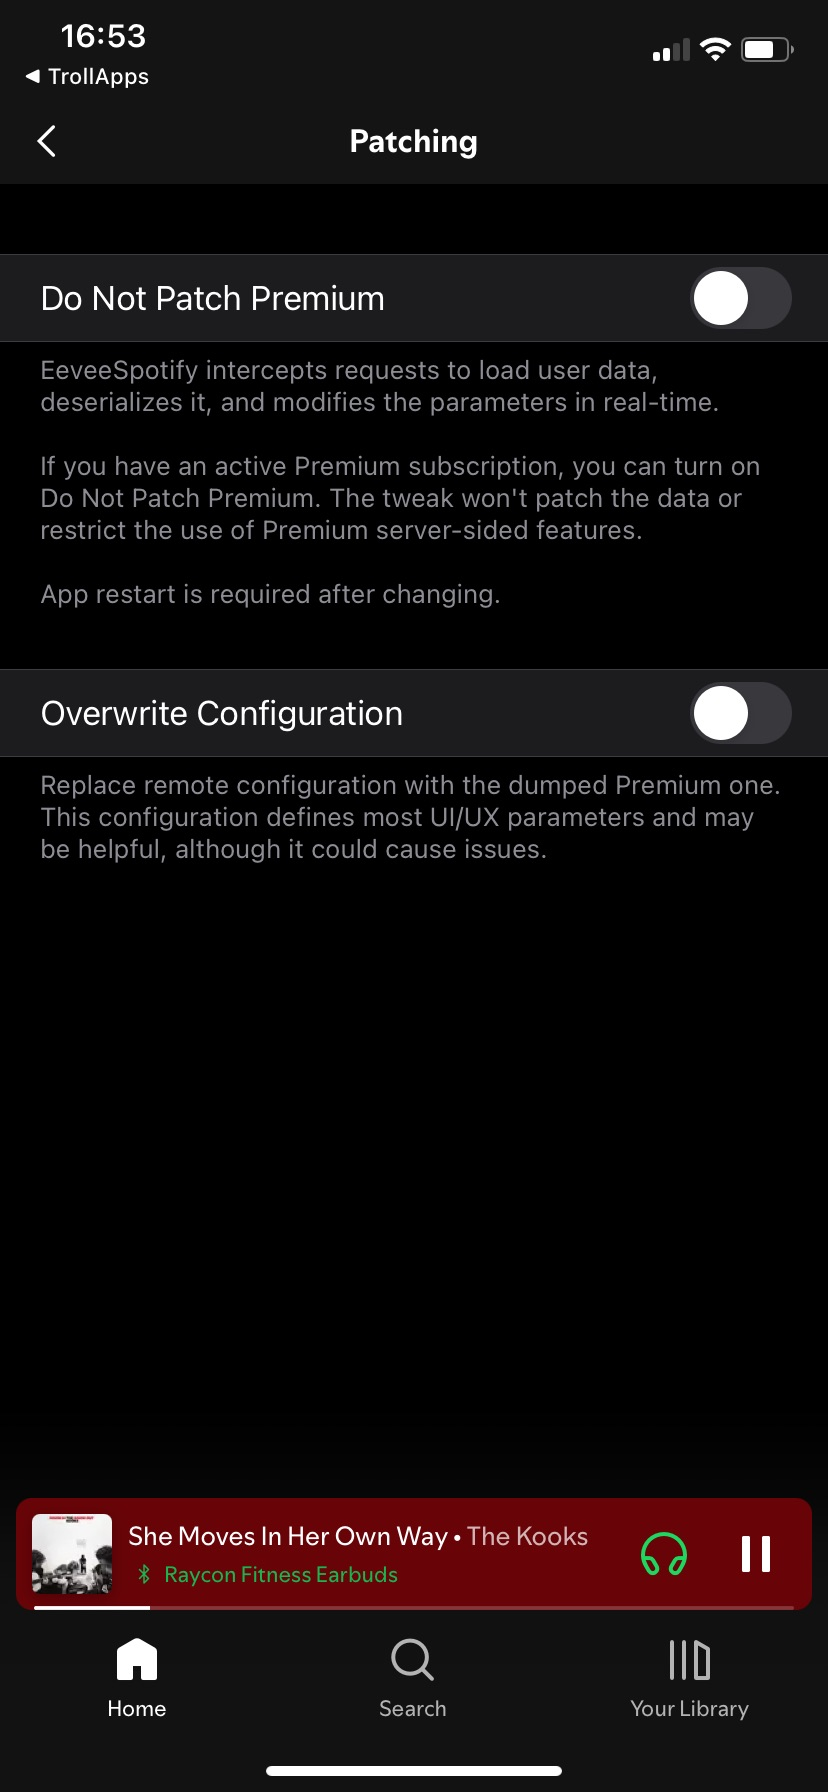 16:53
◀ TrollApps
Patching
Do Not Patch Premium
EeveeSpotify intercepts requests to load user data,
deserializes it, and modifies the parameters in real-time.
If you have an active Premium subscription, you can turn on
Do Not Patch Premium. The tweak won't patch the data or
restrict the use of Premium server-sided features.
App restart is required after changing.
Overwrite Configuration
Replace remote configuration with the dumped Premium one.
This configuration defines most UI/UX parameters and may
be helpful, although it could cause issues.
She Moves In Her Own Way • The Kooks
Raycon Fitness Earbuds
Home
Search
Your Library